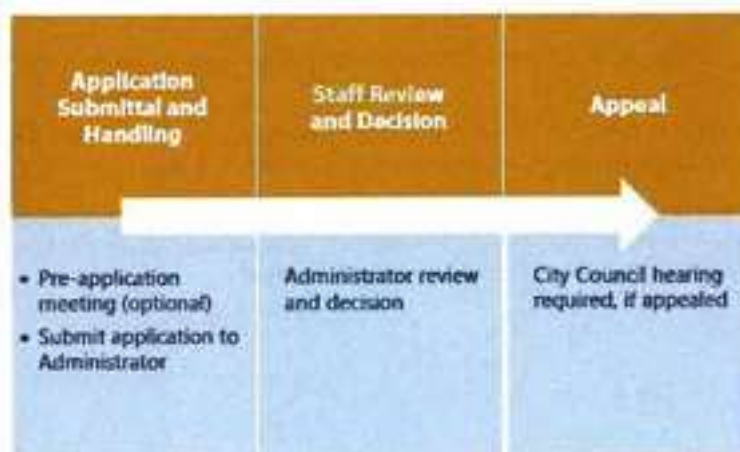 Application
Submittal and
Handling
Staff Review
and Decision
Appeal
• Pre-application
meeting (optional)
• Submit application to
Administrator
Administrator review
and decision
City Council hearing
required, if appealed